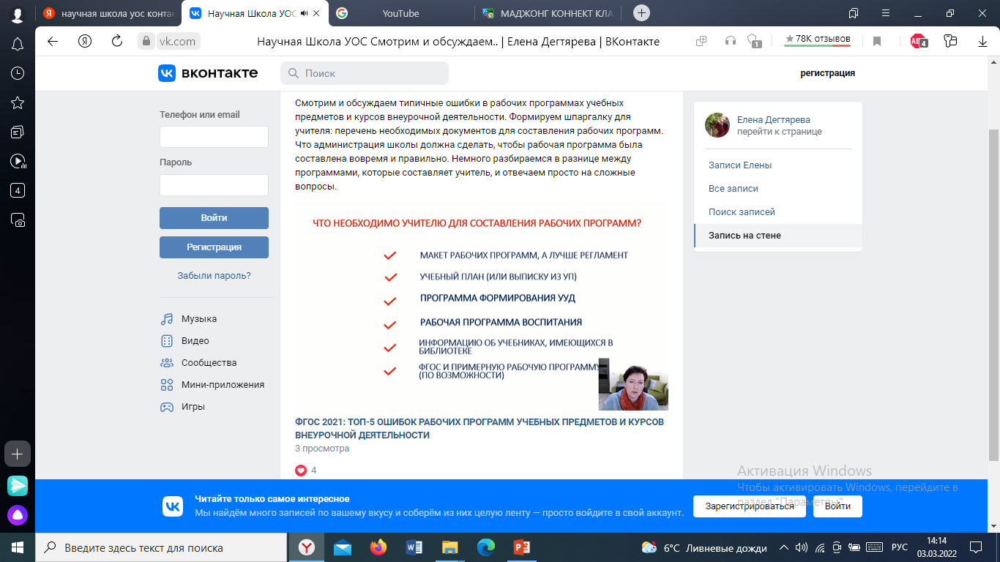 научная школа уос конта
Научная Школа УОС
YouTube
МАДЖОНГ КОННЕКТ КЛА
vk.com
Научная Школа УОС Смотрим и обсуждаем.. | Елена Дегтярева | ВКонтакте
1
78K отзывов
4
вконтакте
Поиск
регистрация
Телефон или email
Пароль
Войти
Регистрация
Забыли пароль?
Музыка
Видео
Сообщества
Мини-приложения
Игры
4
Смотрим и обсуждаем типичные ошибки в рабочих программах учебных
предметов и курсов внеурочной деятельности. Формируем шпаргалку для
учителя: перечень необходимых документов для составления рабочих программ.
Что администрация школы должна сделать, чтобы рабочая программа была
составлена вовремя и правильно. Немного разбираемся в разнице между
программами, которые составляет учитель, и отвечаем просто на сложные
вопросы.
ЧТО НЕОБХОДИМО УЧИТЕЛЮ ДЛЯ СОСТАВЛЕНИЯ РАБОЧИХ ПРОГРАММ?
МАКЕТ РАБОЧИХ ПРОГРАММ, А ЛУЧШЕ РЕГЛАМЕНТ
УЧЕБНЫЙ ПЛАН (ИЛИ ВЫПИСКУ ИЗ УП)
ПРОГРАММА ФОРМИРОВАНИЯ УУД
РАБОЧАЯ ПРОГРАММА ВОСПИТАНИЯ
ИНФОРМАЦИЮ ОБ УЧЕБНИКАХ, ИМЕЮЩИХСЯ В
БИБЛИОТЕКЕ
ФГОС И ПРИМЕРНУЮ РАБОЧУЮ ПРОГРАММУ
(ПО ВОЗМОЖНОСТИ)
ФГОС 2021: ТОП-5 ОШИБОК РАБОЧИХ ПРОГРАММ УЧЕБНЫХ ПРЕДМЕТОВ И КУРСОВ
ВНЕУРОЧНОЙ ДЕЯТЕЛЬНОСТИ
3 просмотра
4
Елена Дегтярева
перейти к странице
Записи Елены
Все записи
Поиск записей
Запись на стене
Активация Windows
Чтобы активировать Windows, перейдите в
раздел "Параметры".
Читайте только самое интересное
Мы найдём много записей по вашему вкусу и соберём из них целую ленту — просто войдите в свой аккаунт.
Зарегистрироваться
Войти
Введите здесь текст для поиска
6°C Ливневые дожди
РУС
14:14
03.03.2022